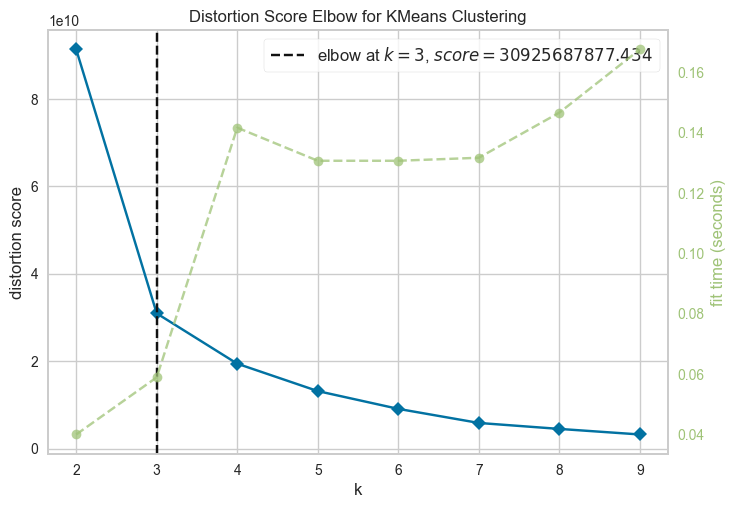 Distortion Score Elbow for KMeans Clustering
1e10
elbow at k = 3, score = 30925687877.434
8
6
4
2
0
distortion score
0.16
0.14
0.12
0.10
0.08
0.06
0.04
fit time (seconds)
2 3 4 5 6 7 8 9
k